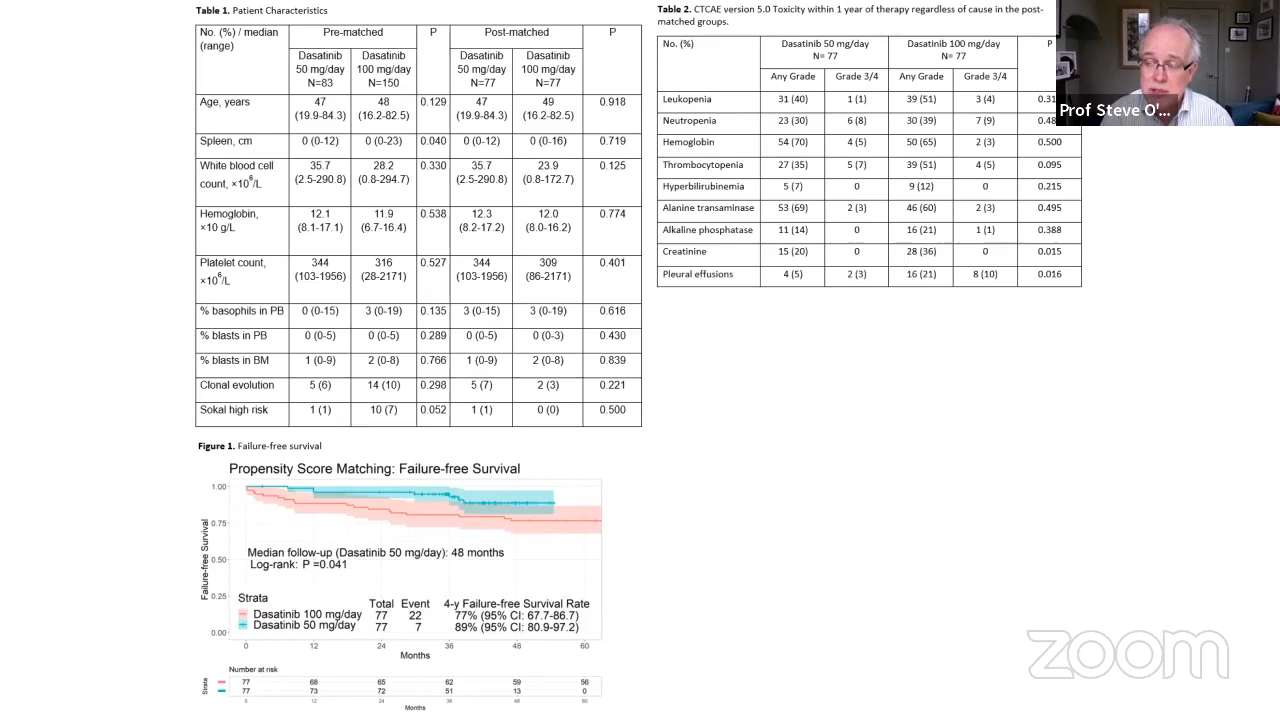 Table 1. Patient Characteristics
No. (%) / median (range) Pre-matched P Post-matched P
Dasatinib 50 mg/day N=83 Dasatinib 100 mg/day N=150 Dasatinib 50 mg/day N=77 Dasatinib 100 mg/day N=77
Age, years 47 (19.9-84.3) 48 (16.2-82.5) 0.129 47 (19.9-84.3) 49 (16.2-82.5) 0.918
Spleen, cm 0 (0-12) 0 (0-23) 0.040 0 (0-12) 0 (0-16) 0.719
White blood cell count, ×10⁶/L 35.7 (2.5-290.8) 28.2 (0.8-294.7) 0.330 35.7 (2.5-290.8) 23.9 (0.8-172.7) 0.125
Hemoglobin, ×10 g/L 12.1 (8.1-17.1) 11.9 (6.7-16.4) 0.538 12.3 (8.2-17.2) 12.0 (8.0-16.2) 0.774
Platelet count, ×10⁶/L 344 (103-1956) 316 (28-2171) 0.527 344 (103-1956) 309 (86-2171) 0.401
% basophils in PB 0 (0-15) 3 (0-19) 0.135 3 (0-15) 3 (0-19) 0.616
% blasts in PB 0 (0-5) 0 (0-5) 0.289 0 (0-5) 0 (0-3) 0.430
% blasts in BM 1 (0-9) 2 (0-8) 0.766 1 (0-9) 2 (0-8) 0.839
Clonal evolution 5 (6) 14 (10) 0.298 5 (7) 2 (3) 0.221
Sokal high risk 1 (1) 10 (7) 0.052 1 (1) 0 (0) 0.500
Table 2. CTCAE version 5.0 Toxicity within 1 year of therapy regardless of cause in the post-
matched groups.
No. (%) Dasatinib 50 mg/day N= 77 Dasatinib 100 mg/day N= 77 P
Any Grade Grade 3/4 Any Grade Grade 3/4
Leukopenia 31 (40) 1 (1) 39 (51) 3 (4) 0.31
Neutropenia 23 (30) 6 (8) 30 (39) 7 (9) 0.48
Hemoglobin 54 (70) 4 (5) 50 (65) 2 (3) 0.500
Thrombocytopenia 27 (35) 5 (7) 39 (51) 4 (5) 0.095
Hyperbilirubinemia 5 (7) 0 9 (12) 0 0.215
Alanine transaminase 53 (69) 2 (3) 46 (60) 2 (3) 0.495
Alkaline phosphatase 11 (14) 0 16 (21) 1 (1) 0.388
Creatinine 15 (20) 0 28 (36) 0 0.015
Pleural effusions 4 (5) 2 (3) 16 (21) 8 (10) 0.016
Prof Steve O'...
Figure 1. Failure-free survival
Propensity Score Matching: Failure-free Survival
Failure-free Survival
1.00
0.75
0.50
0.25
0.00
Median follow-up (Dasatinib 50 mg/day): 48 months
Log-rank: P =0.041
Strata Total Event 4-y Failure-free Survival Rate
Dasatinib 100 mg/day 77 22 77% (95% CI: 67.7-86.7)
Dasatinib 50 mg/day 77 7 89% (95% CI: 80.9-97.2)
0 12 24 36 48 60
Months
Number at risk
Strata
77 68 65 62 59 56
77 73 72 51 13 0
0 12 24 36 48 60
Months
zoom